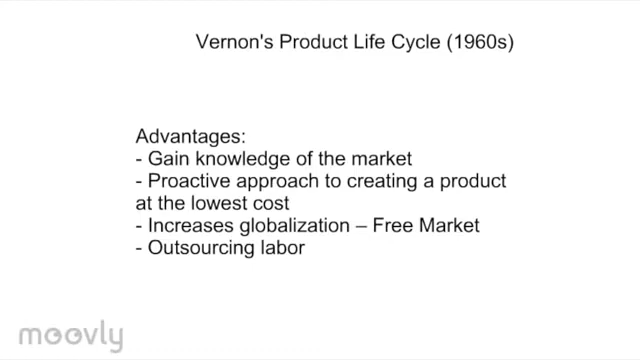 Vernon's Product Life Cycle (1960s)
Advantages:
- Gain knowledge of the market
- Proactive approach to creating a product
at the lowest cost
- Increases globalization – Free Market
- Outsourcing labor
moovly